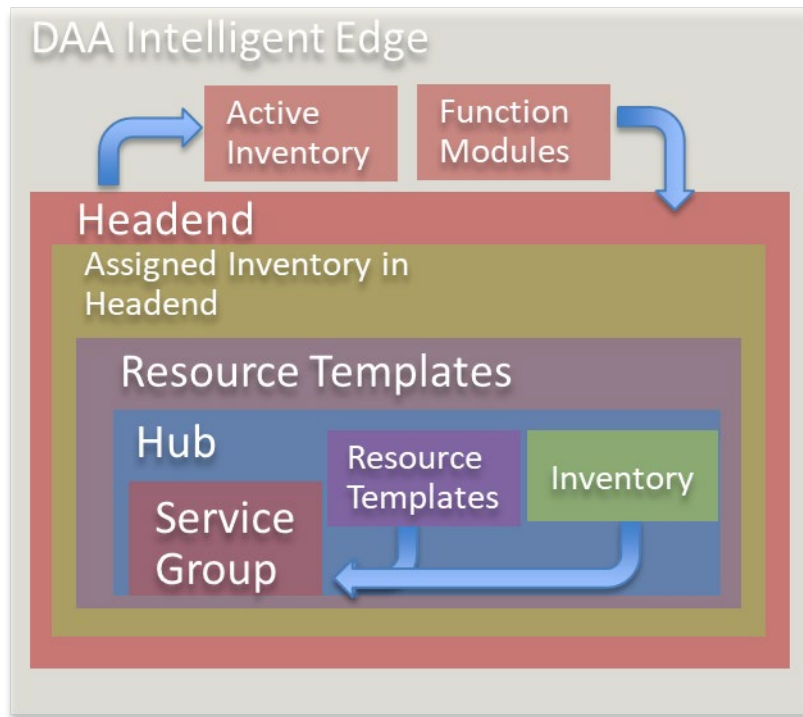 DAA Intelligent Edge
Active
Inventory
Function
Modules
Headend
Assigned Inventory in
Headend
Resource Templates
Hub
Resource
Templates
Inventory
Service
Group